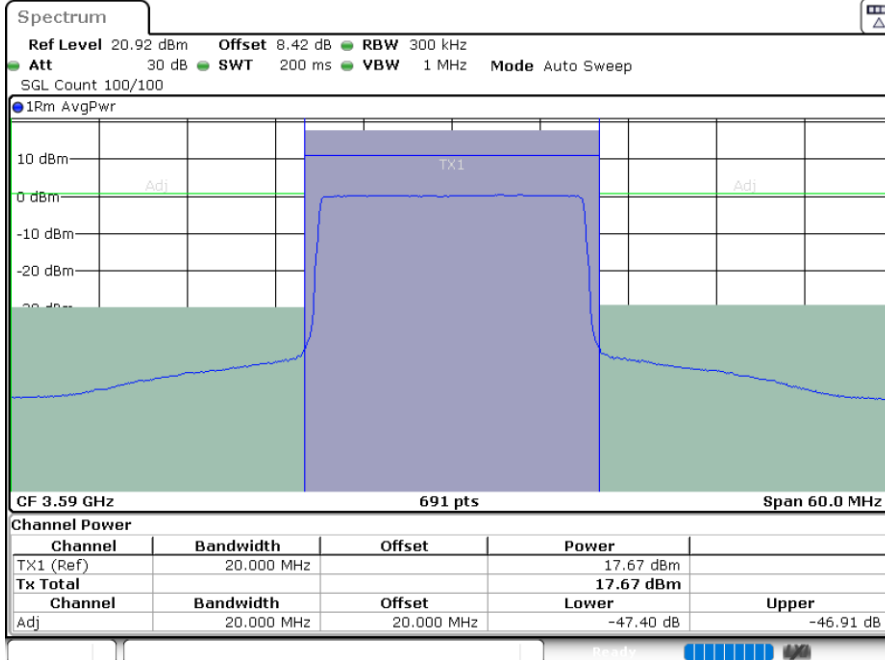 Spectrum
Ref Level 20.92 dBm Offset 8.42 dB RBW 300 kHz
Att 30 dB SWT 200 ms VBW 1 MHz Mode Auto Sweep
SGL Count 100/100
1Rm AvgPwr
10 dBm
TX1
Adj Adj
0 dBm
-10 dBm
-20 dBm
CF 3.59 GHz 691 pts Span 60.0 MHz
Channel Power
Channel Bandwidth Offset Power
TX1 (Ref) 20.000 MHz 17.67 dBm
Tx Total 17.67 dBm
Channel Bandwidth Offset Lower Upper
Adj 20.000 MHz 20.000 MHz -47.40 dB -46.91 dB
Ready